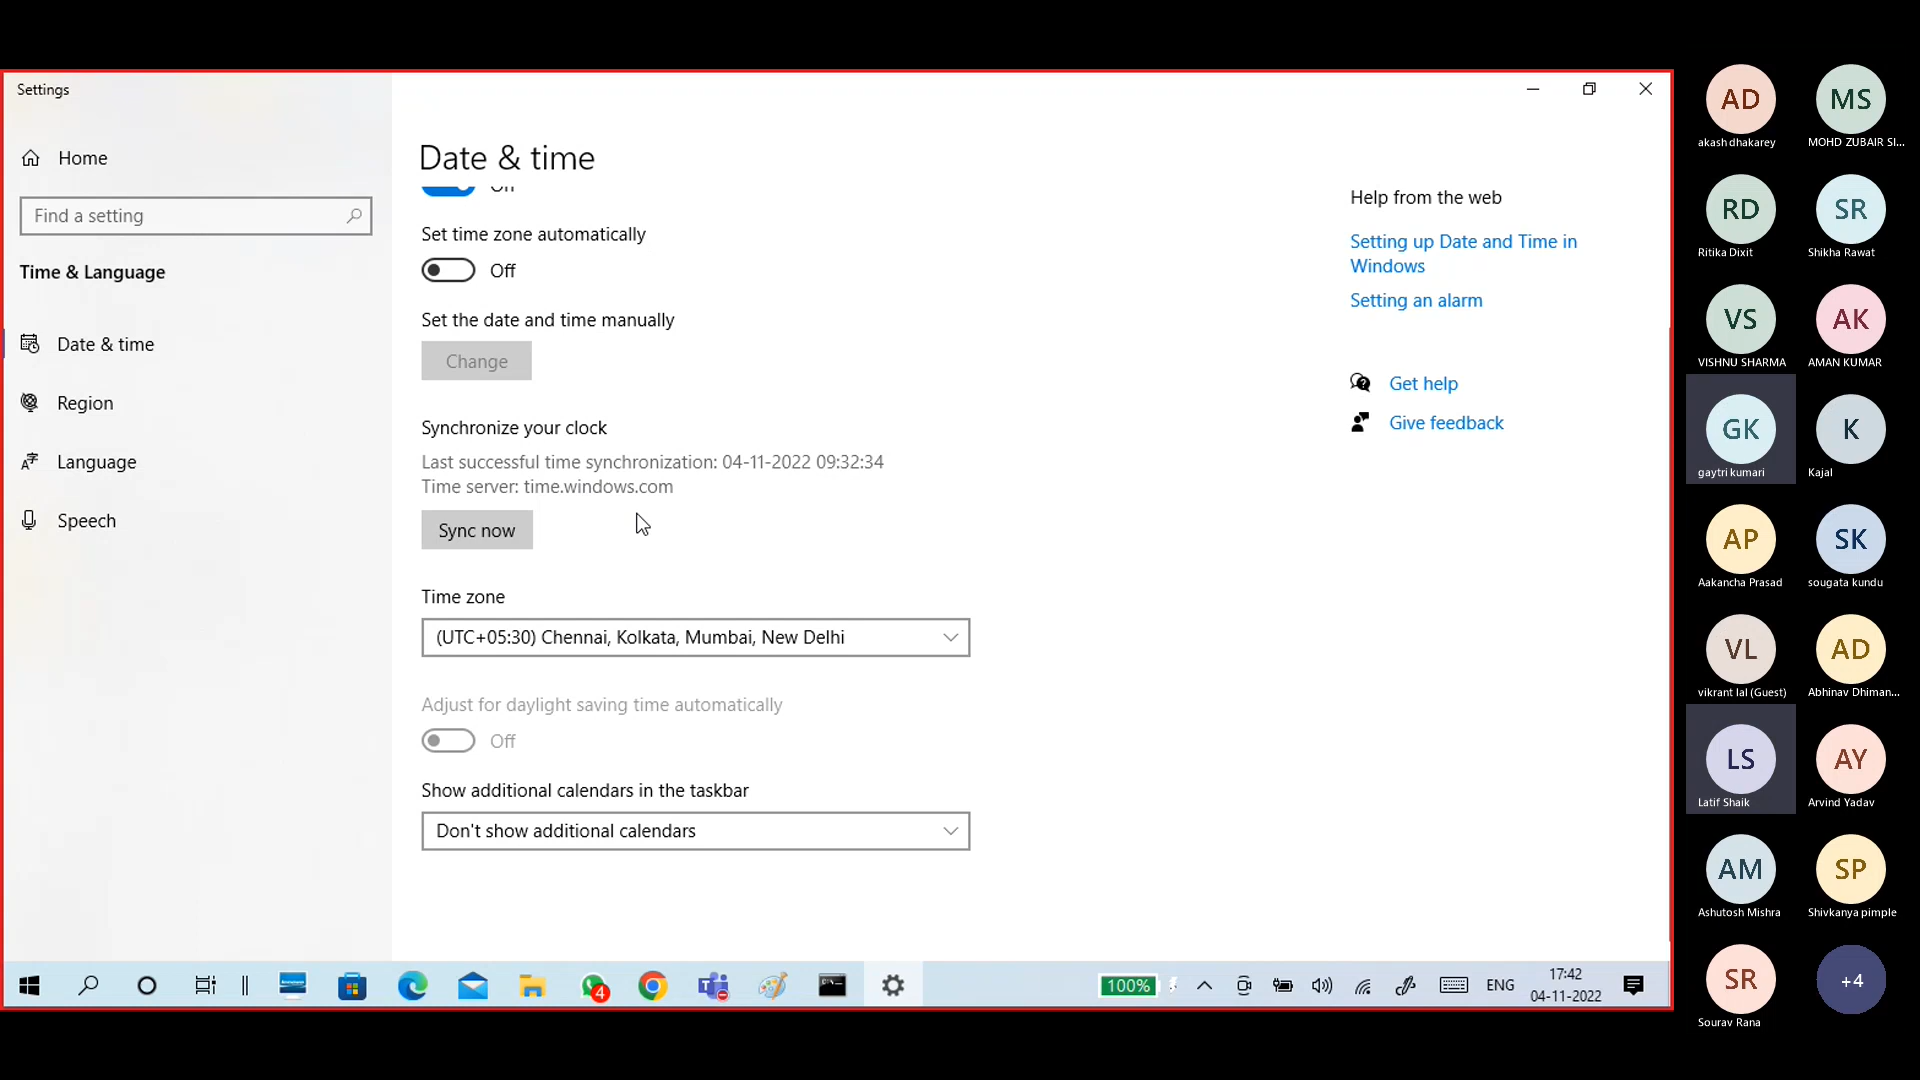 Settings
Home
Find a setting
Time & Language
Date & time
Region
Language
Speech
Date & time
Set time zone automatically
Off
Set the date and time manually
Change
Synchronize your clock
Last successful time synchronization: 04-11-2022 09:32:34
Time server: time.windows.com
Sync now
Time zone
(UTC+05:30) Chennai, Kolkata, Mumbai, New Delhi
Adjust for daylight saving time automatically
Off
Show additional calendars in the taskbar
Don't show additional calendars
Help from the web
Setting up Date and Time in
Windows
Setting an alarm
Get help
Give feedback
4
100%
ENG
17:42
04-11-2022
AD
akash dhakarey
MS
MOHD ZUBAIR SI...
RD
Ritika Dixit
SR
Shikha Rawat
VS
VISHNU SHARMA
AK
AMAN KUMAR
GK
gaytri kumari
K
Kajal
AP
Aakancha Prasad
SK
sougata kundu
VL
vikrant lal (Guest)
AD
Abhinav Dhiman...
LS
Latif Shaik
AY
Arvind Yadav
AM
Ashutosh Mishra
SP
Shivkanya pimple
SR
Sourav Rana
+4